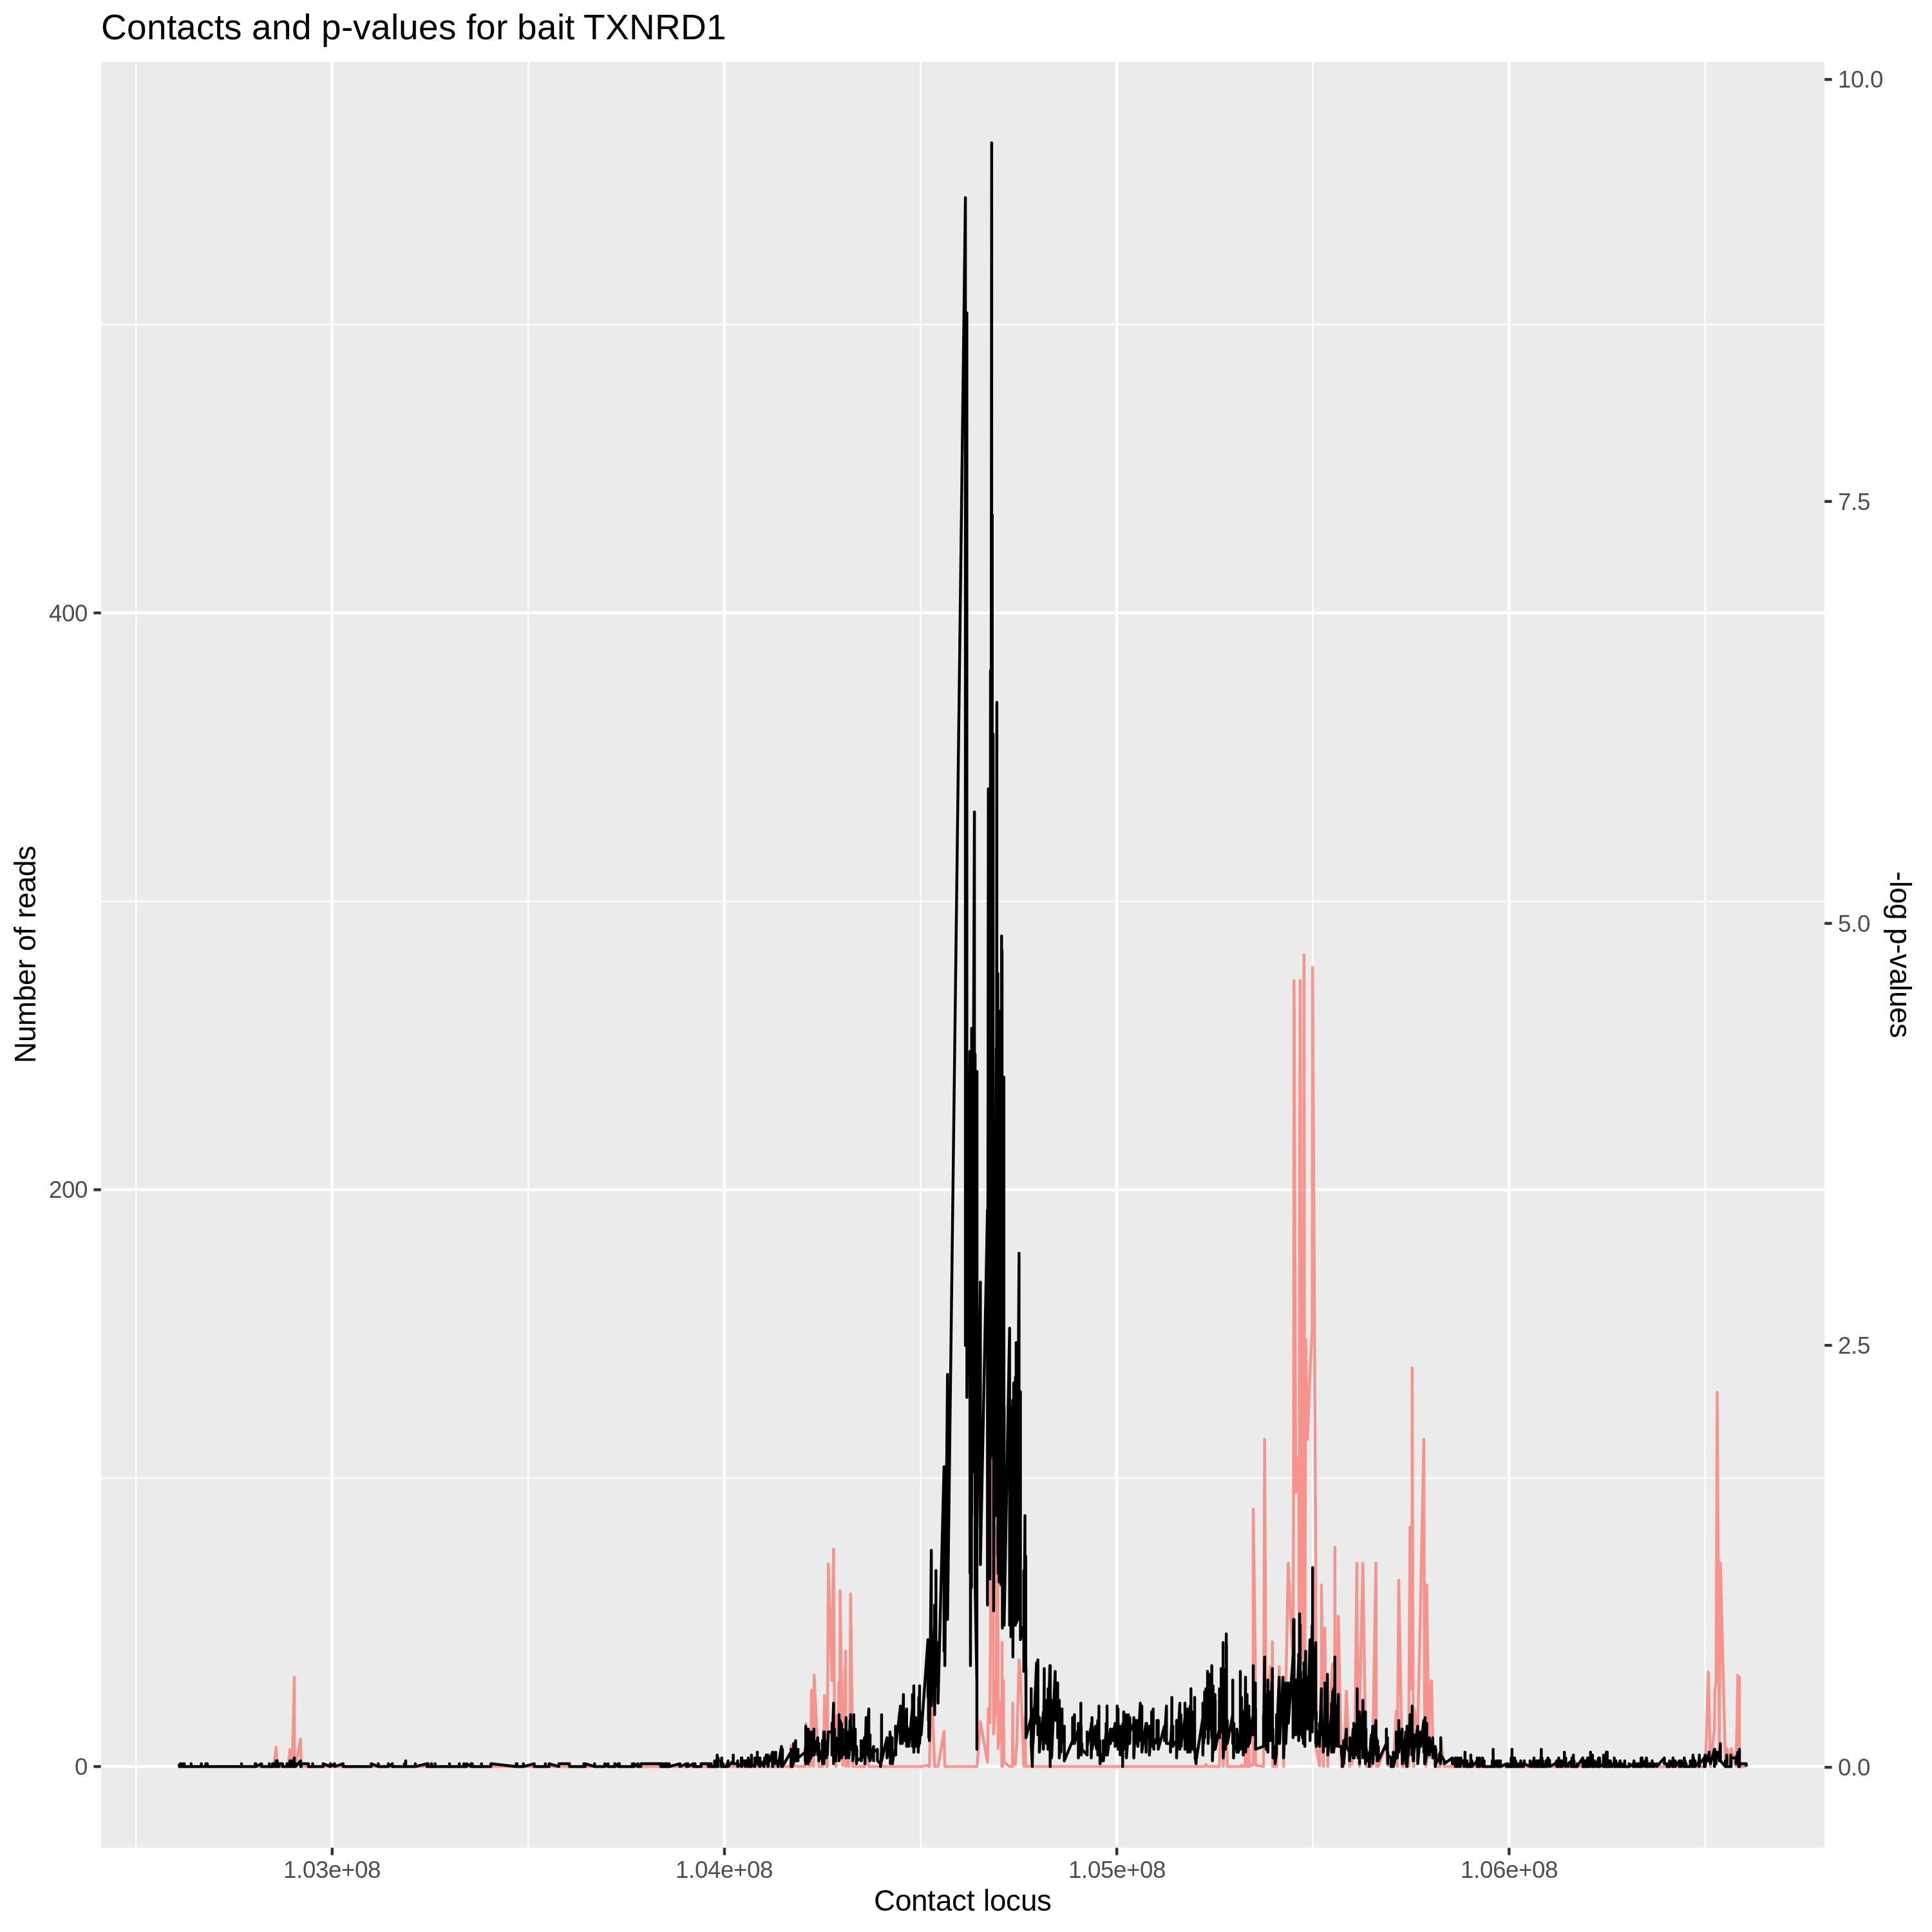 Contacts and p-values for bait TXNRD1
10.0
7.5
400
5.0
Number of reads
-log p-values
200
2.5
0
0.0
1.03e+08
1.04e+08
1.05e+08
1.06e+08
Contact locus